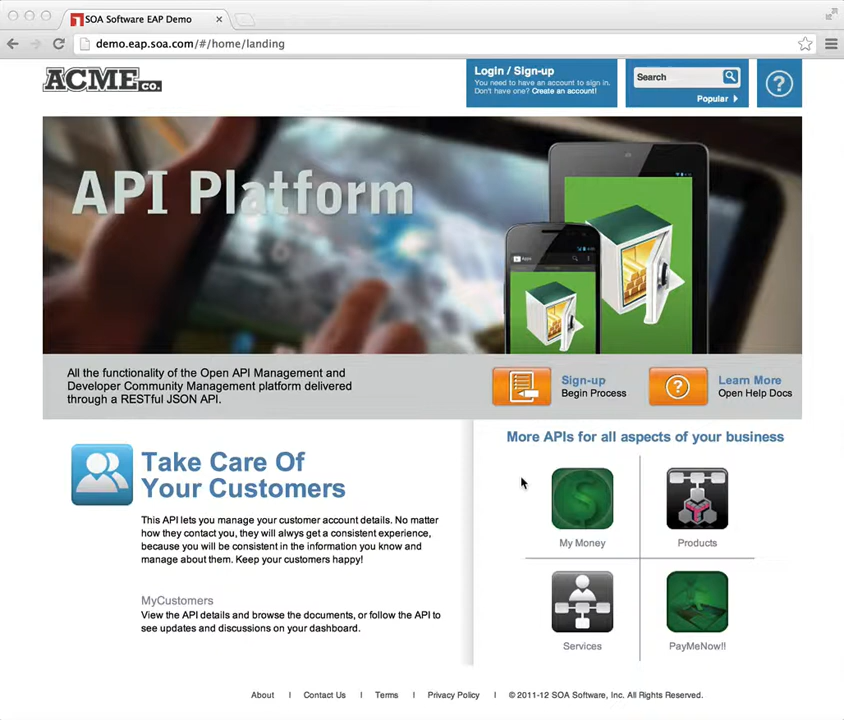 SOA Software EAP Demo
demo.eap.soa.com/#/home/landing
ACME co.
Login / Sign-up
You need to have an account to sign in.
Don't have one? Create an account!
Search
Popular
?
API Platform
Apps
All the functionality of the Open API Management and
Developer Community Management platform delivered
through a RESTful JSON API.
Sign-up
Begin Process
?
Learn More
Open Help Docs
Take Care Of
Your Customers
This API lets you manage your customer account details. No matter
how they contact you, they will alwys get a consistent experience,
because you will be consistent in the information you know and
manage about them. Keep your customers happy!
MyCustomers
View the API details and browse the documents, or follow the API to
see updates and discussions on your dashboard.
More APIs for all aspects of your business
$
My Money
Products
Services
PayMeNow!!
About | Contact Us | Terms | Privacy Policy | © 2011-12 SOA Software, Inc. All Rights Reserved.